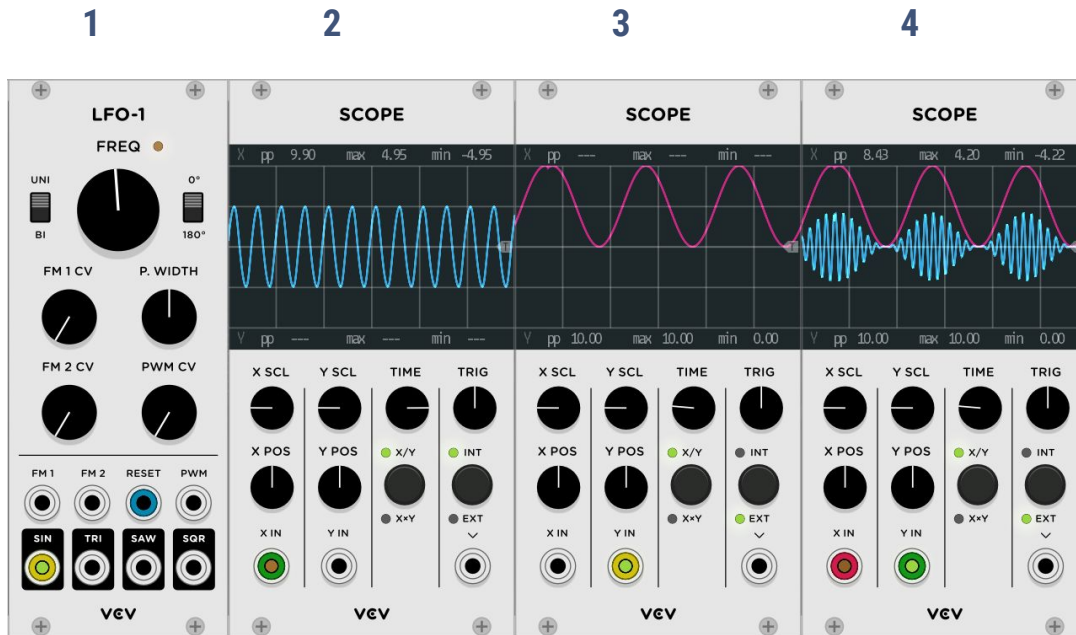 1 2 3 4
LFO-1 SCOPE SCOPE SCOPE
FREQ
X pp 9.90 max 4.95 min -4.95 X pp --- max --- min --- X pp 8.43 max 4.20 min -4.22
UNI 0°
BI 180°
T T
FM 1 CV P. WIDTH
Y pp --- max --- min --- Y pp 10.00 max 10.00 min 0.00 Y pp 10.00 max 10.00 min 0.00
FM 2 CV PWM CV X SCL Y SCL TIME TRIG X SCL Y SCL TIME TRIG X SCL Y SCL TIME TRIG
X POS Y POS X/Y INT X POS Y POS X/Y INT X POS Y POS X/Y INT
FM 1 FM 2 RESET PWM
X×Y EXT X×Y EXT X×Y EXT
SIN TRI SAW SQR X IN Y IN X IN Y IN X IN Y IN
VCV VCV VCV VCV